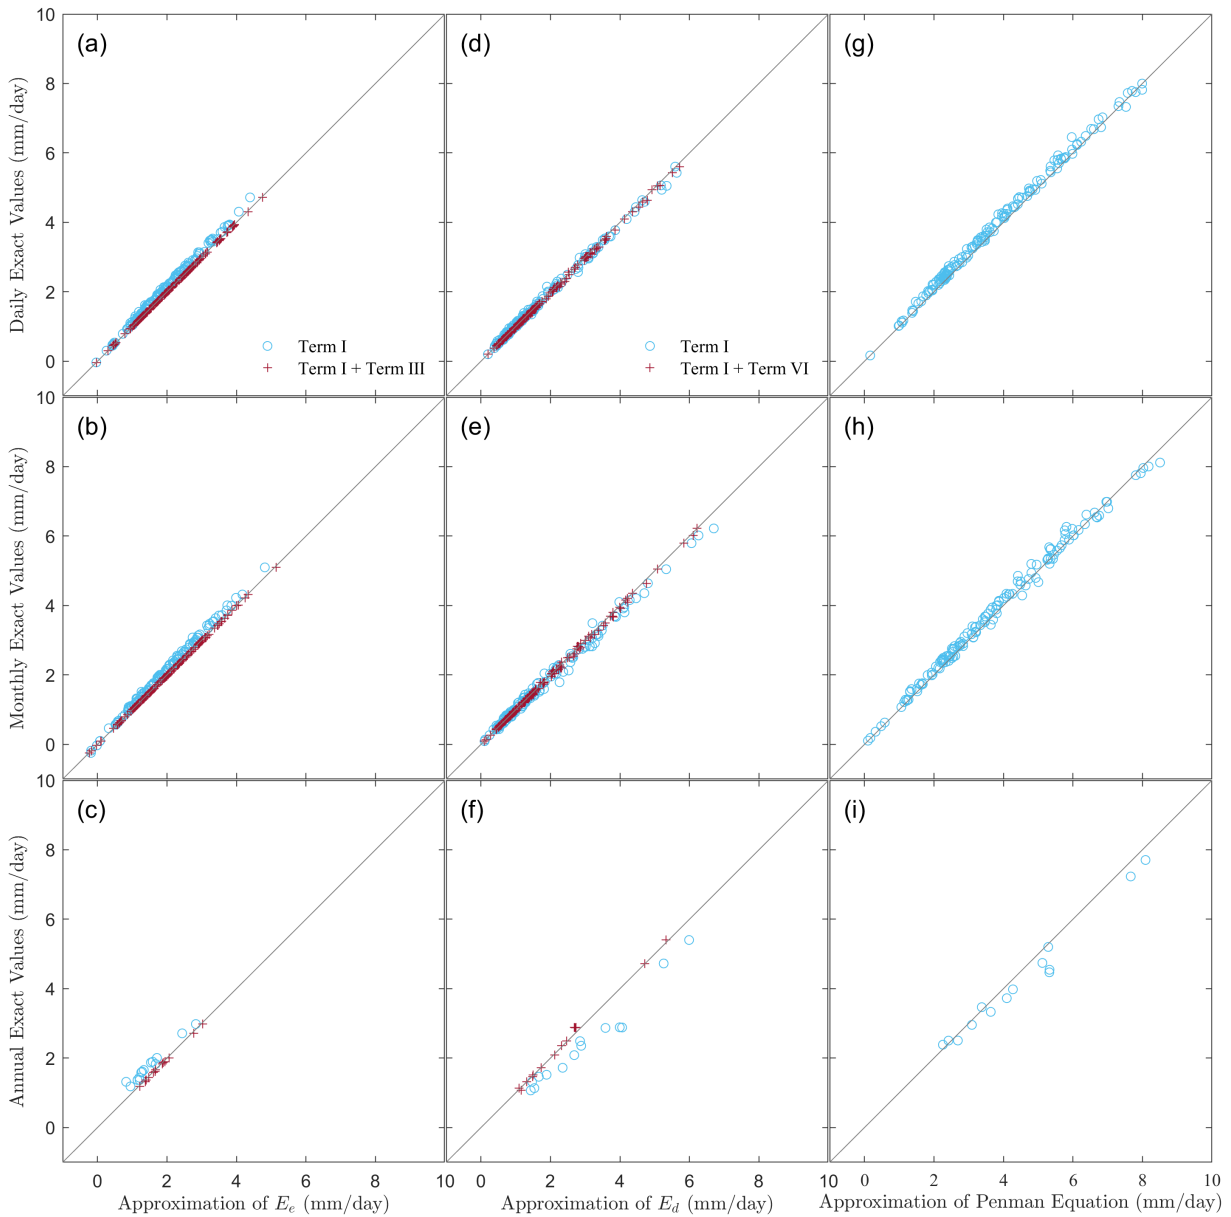 (a)
(d)
(g)
10
8
6
4
2
0
Daily Exact Values (mm/day)
Term I
Term I + Term III
Term I
Term I + Term VI
(b)
(e)
(h)
10
8
6
4
2
0
Monthly Exact Values (mm/day)
(c)
(f)
(i)
10
8
6
4
2
0
Annual Exact Values (mm/day)
0 2 4 6 8 10
0 2 4 6 8 10
0 2 4 6 8 10
Approximation of Eₑ (mm/day)
Approximation of E_d (mm/day)
Approximation of Penman Equation (mm/day)